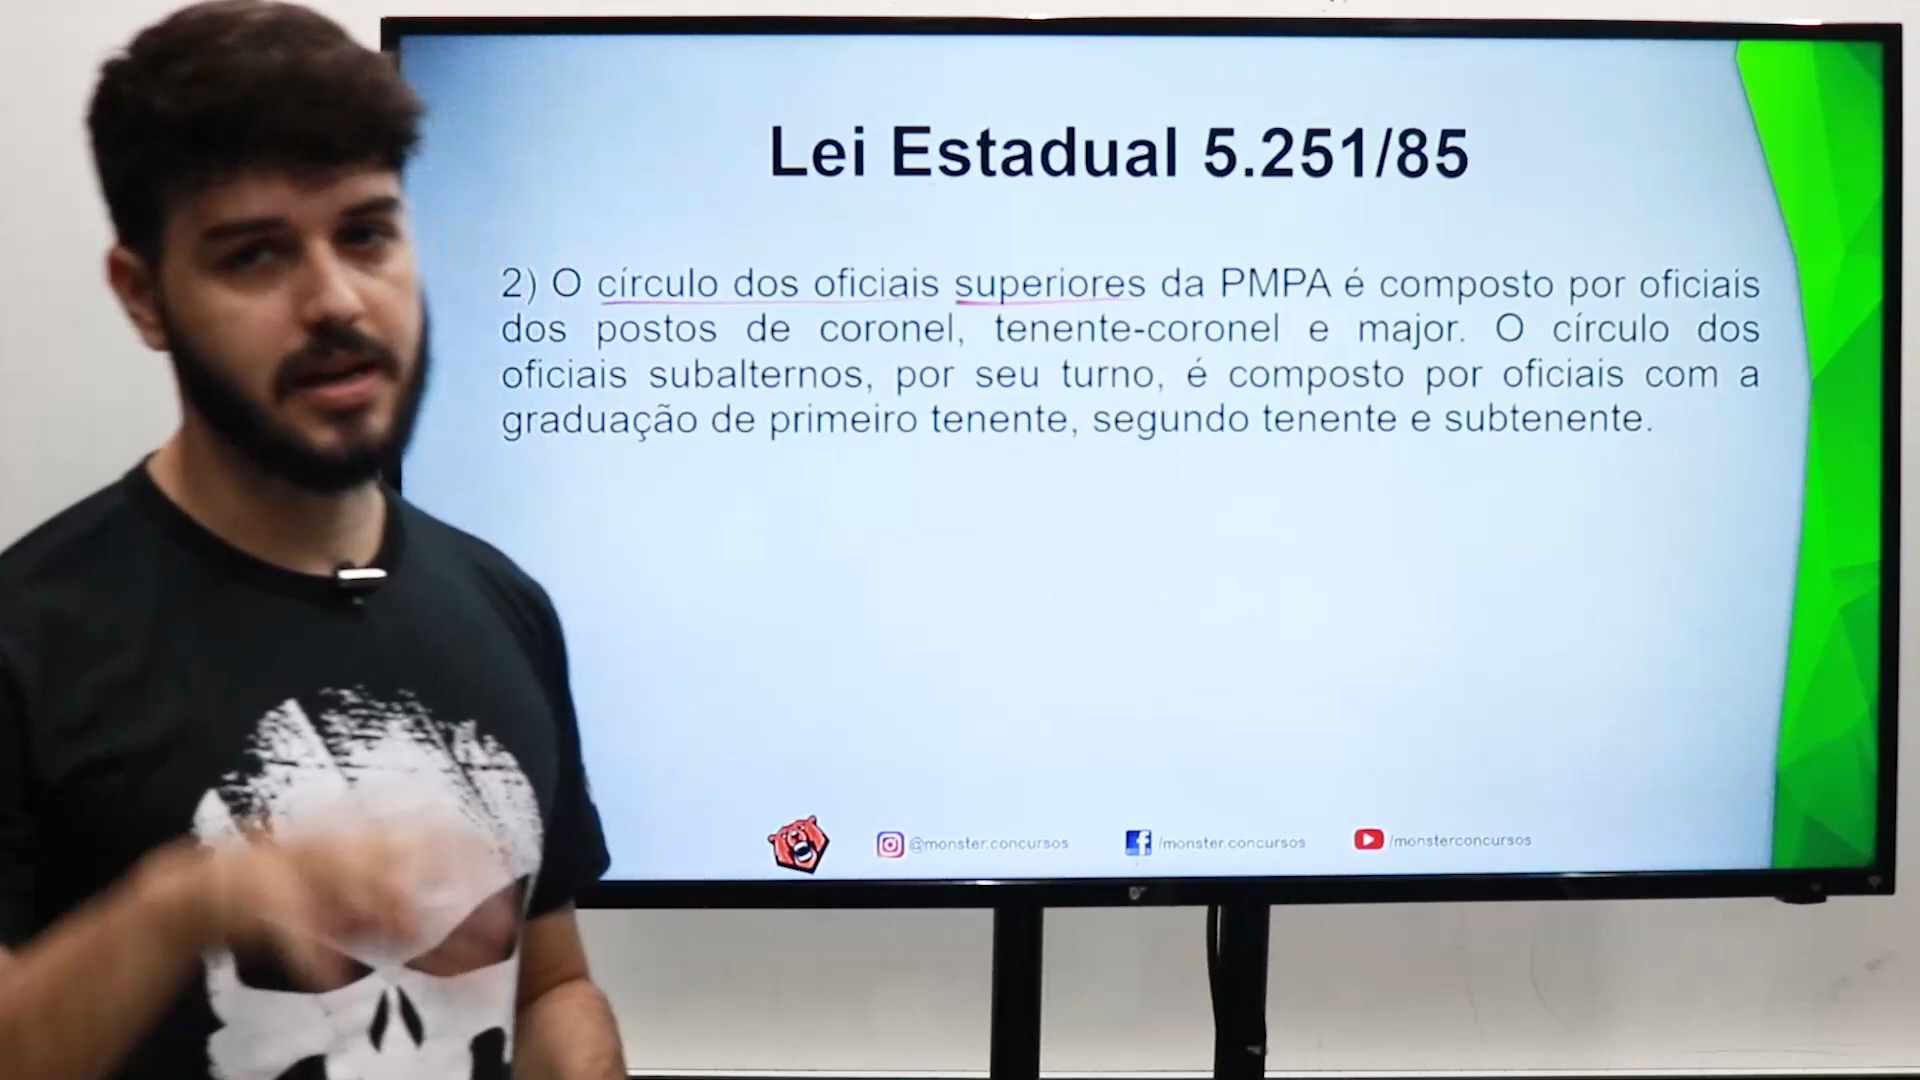 Lei Estadual 5.251/85
2) O círculo dos oficiais superiores da PMPA é composto por oficiais
dos postos de coronel, tenente-coronel e major. O círculo dos
oficiais subalternos, por seu turno, é composto por oficiais com a
graduação de primeiro tenente, segundo tenente e subtenente.
@monster.concursos
/monster.concursos
/monsterconcursos